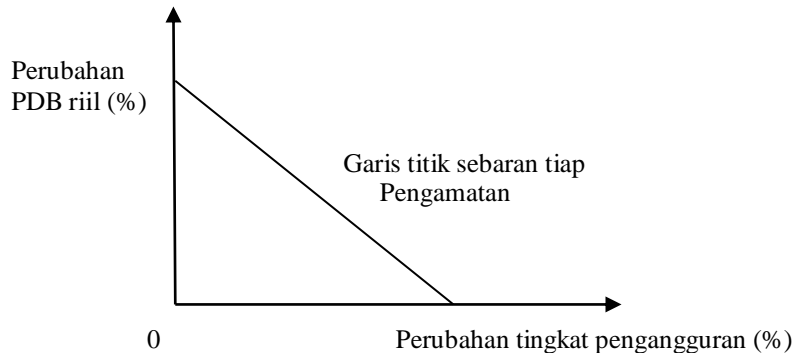 Perubahan
PDB riil (%)
Garis titik sebaran tiap
Pengamatan
0
Perubahan tingkat pengangguran (%)